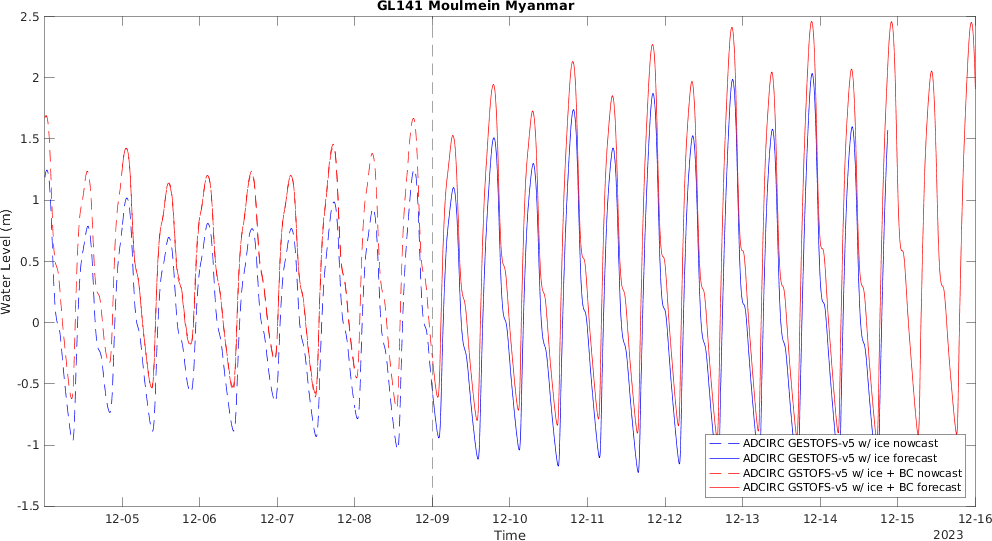 GL141 Moulmein Myanmar
2.5
2
1.5
1
0.5
0
-0.5
-1
-1.5
Water Level (m)
12-05 12-06 12-07 12-08 12-09 12-10 12-11 12-12 12-13 12-14 12-15 12-16
Time
2023
ADCIRC GESTOFS-v5 w/ ice nowcast
ADCIRC GESTOFS-v5 w/ ice forecast
ADCIRC GSTOFS-v5 w/ ice + BC nowcast
ADCIRC GSTOFS-v5 w/ ice + BC forecast